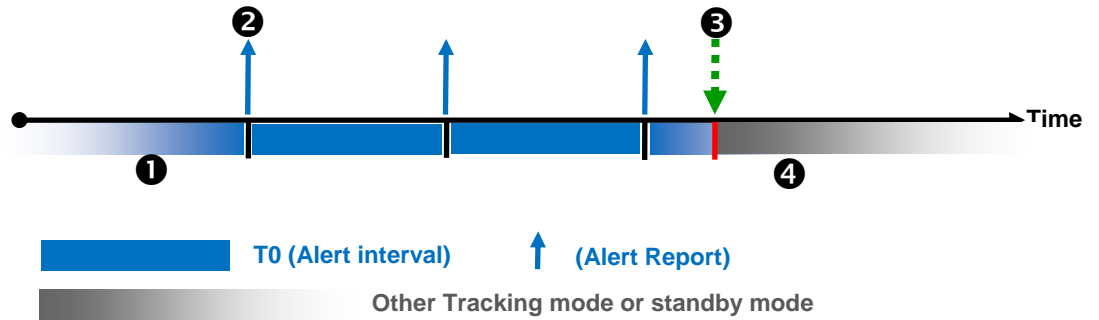 ❷ ❸
Time
❶ ❹
T0 (Alert interval) (Alert Report)
Other Tracking mode or standby mode